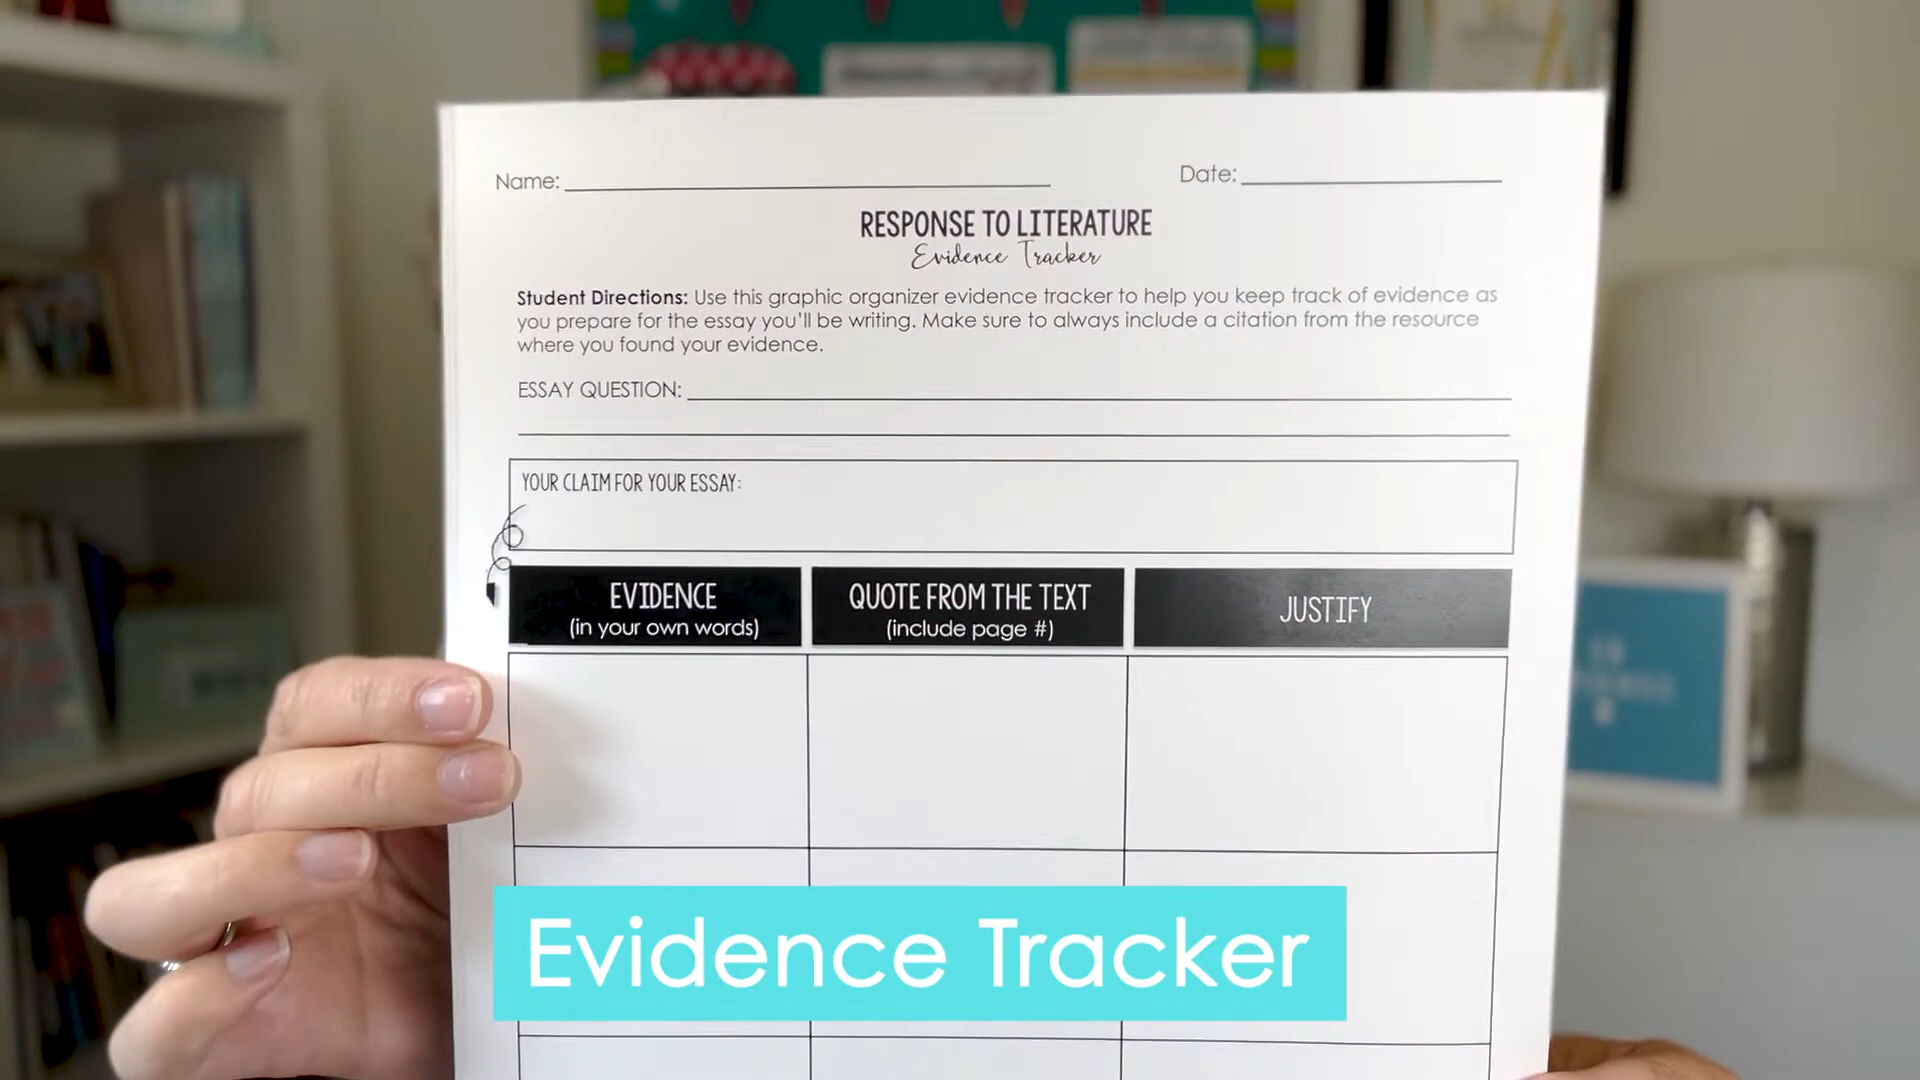 Name:
Date:
RESPONSE TO LITERATURE
Evidence Tracker
Student Directions: Use this graphic organizer evidence tracker to help you keep track of evidence as
you prepare for the essay you'll be writing. Make sure to always include a citation from the resource
where you found your evidence.
ESSAY QUESTION:
YOUR CLAIM FOR YOUR ESSAY:
EVIDENCE
(in your own words)
QUOTE FROM THE TEXT
(include page #)
JUSTIFY
Evidence Tracker